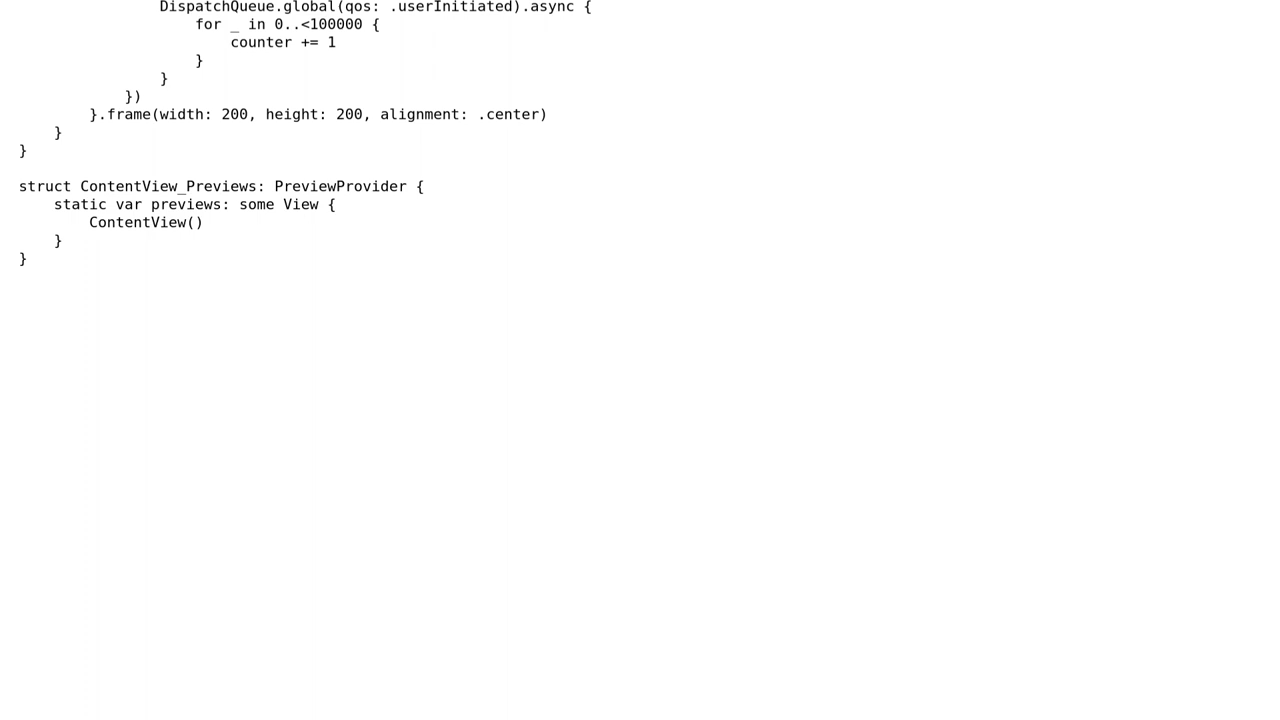 DispatchQueue.global(qos: .userInitiated).async {
                    for _ in 0..<100000 {
                        counter += 1
                    }
                }
            })
        }.frame(width: 200, height: 200, alignment: .center)
    }
}

struct ContentView_Previews: PreviewProvider {
    static var previews: some View {
        ContentView()
    }
}